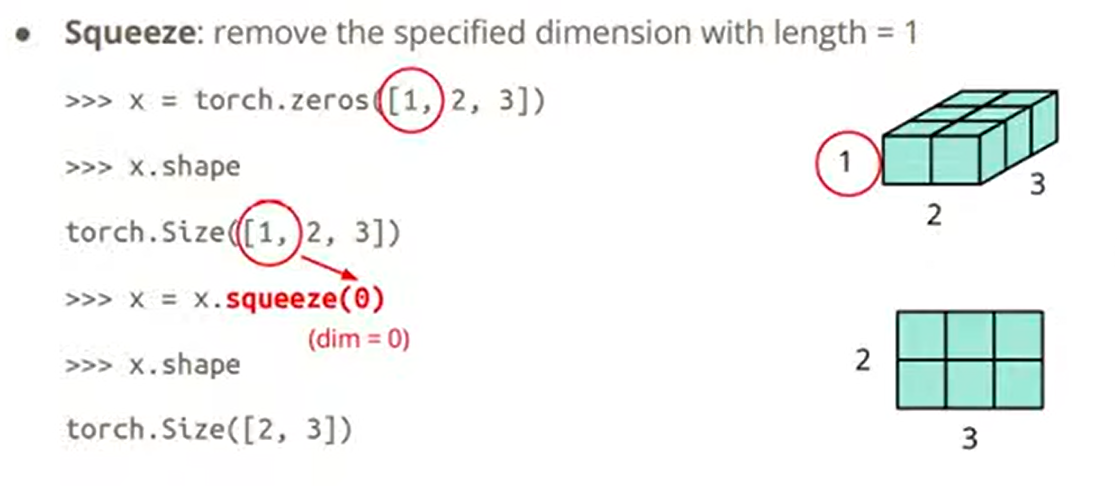 • Squeeze: remove the specified dimension with length = 1
>>> x = torch.zeros([1, 2, 3])
>>> x.shape
torch.Size([1, 2, 3])
>>> x = x.squeeze(0)
(dim = 0)
>>> x.shape
torch.Size([2, 3])
1
3
2
2
3